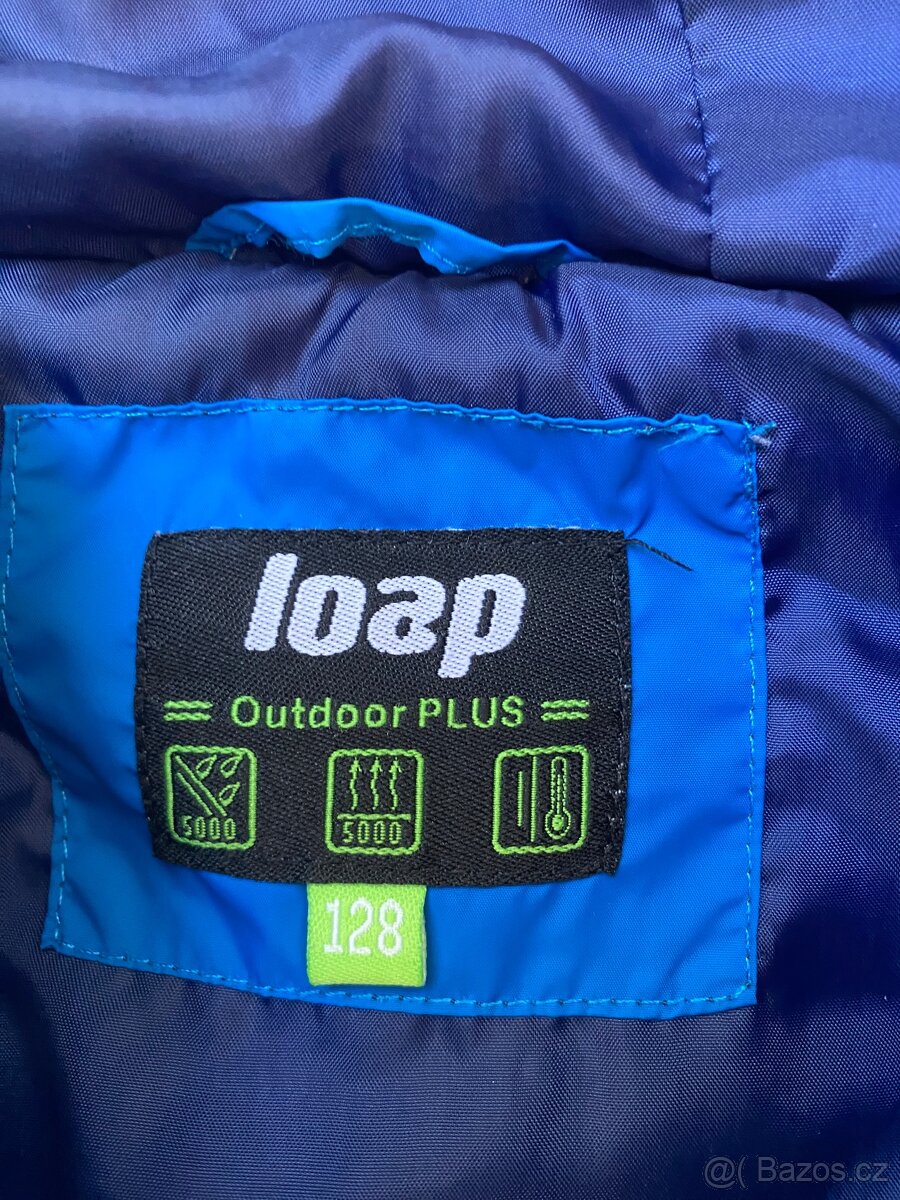 loap
Outdoor PLUS
5000 5000
128
@( Bazos.cz